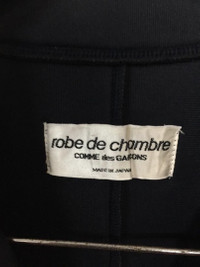 robe de chambre
COMME des GARÇONS
MADE IN JAPAN